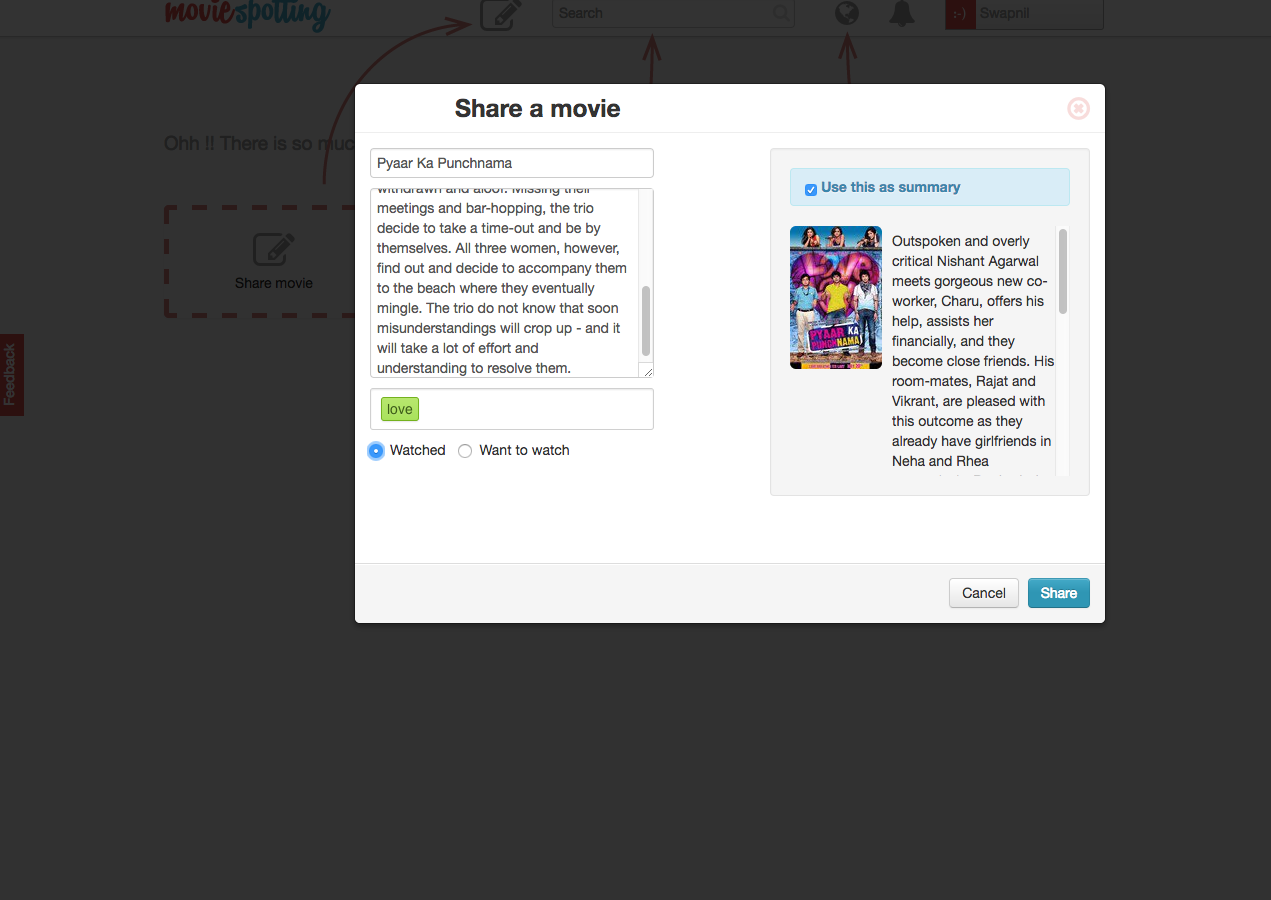 moviespotting
Search
:-)
Swapnil
Ohh !! There is so muc
Share movie
Feedback
Share a movie
Pyaar Ka Punchnama
withdrawn and aloof. Missing their
meetings and bar-hopping, the trio
decide to take a time-out and be by
themselves. All three women, however,
find out and decide to accompany them
to the beach where they eventually
mingle. The trio do not know that soon
misunderstandings will crop up - and it
will take a lot of effort and
understanding to resolve them.
love
Watched
Want to watch
Use this as summary
PYAAR KA
PUNCHNAMA
Outspoken and overly
critical Nishant Agarwal
meets gorgeous new co-
worker, Charu, offers his
help, assists her
financially, and they
become close friends. His
room-mates, Rajat and
Vikrant, are pleased with
this outcome as they
already have girlfriends in
Neha and Rhea
Cancel
Share